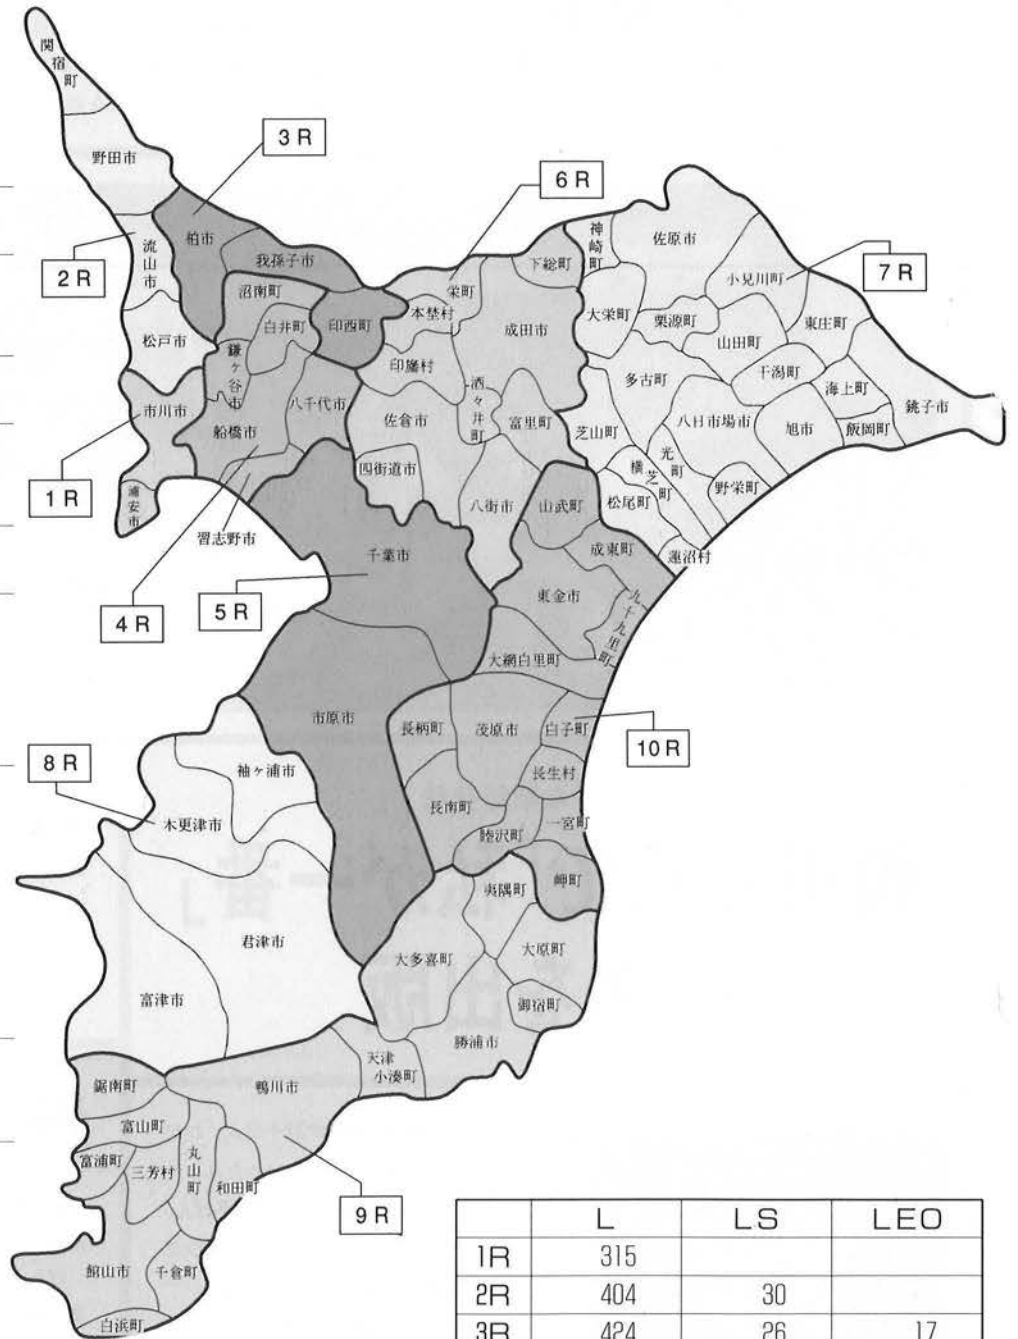 関宿町
野田市
3 R
6 R
柏市
神崎町
佐原市
2 R
流山市
我孫子市
下総町
小見川町
7 R
沼南町
栄町
本埜村
大栄町
栗源町
東庄町
白井町
印西町
成田市
山田町
松戸市
鎌ヶ谷市
印旛村
多古町
干潟町
海上町
市川市
八千代市
佐倉市
酒々井町
富里町
芝山町
八日市場市
旭市
飯岡町
銚子市
船橋市
四街道市
横芝町
光町
野栄町
1 R
浦安市
八街市
山武町
松尾町
習志野市
千葉市
成東町
蓮沼村
4 R
5 R
東金市
九十九里町
大網白里町
市原市
長柄町
茂原市
白子町
10 R
8 R
袖ヶ浦市
長生村
木更津市
長南町
一宮町
睦沢町
夷隅町
岬町
君津市
大多喜町
大原町
富津市
御宿町
勝浦市
天津小湊町
鋸南町
鴨川市
富山町
富浦町
三芳村
丸山町
和田町
9 R
館山市
千倉町
白浜町
L LS LEO
1R 315
2R 404 30
3R 424 26 17